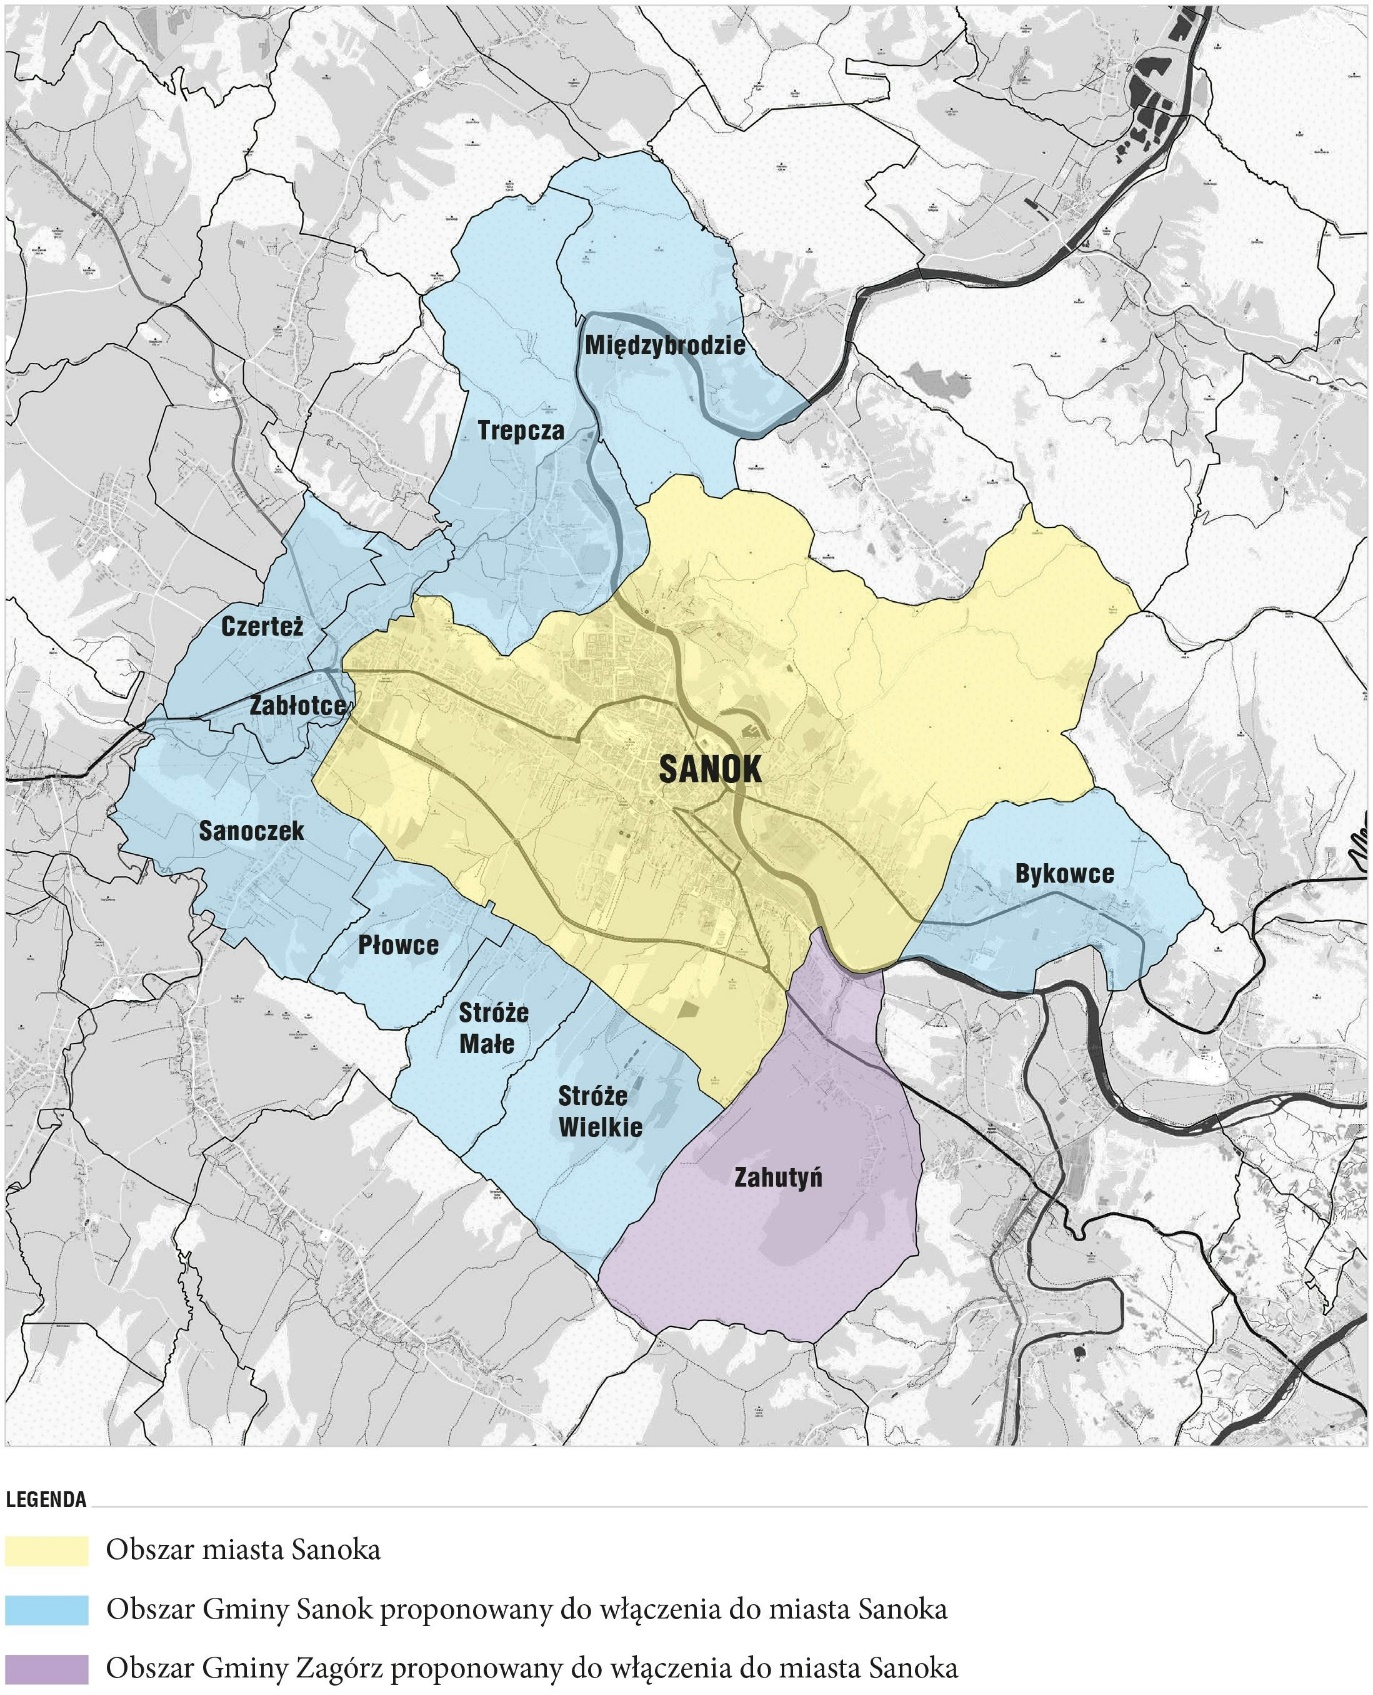 Międzybrodzie
Trepcza
Czerteż
Zabłotce
SANOK
Sanoczek
Bykowce
Płowce
Stróże
Małe
Stróże
Wielkie
Zahutyń
LEGENDA
Obszar miasta Sanoka
Obszar Gminy Sanok proponowany do włączenia do miasta Sanoka
Obszar Gminy Zagórz proponowany do włączenia do miasta Sanoka